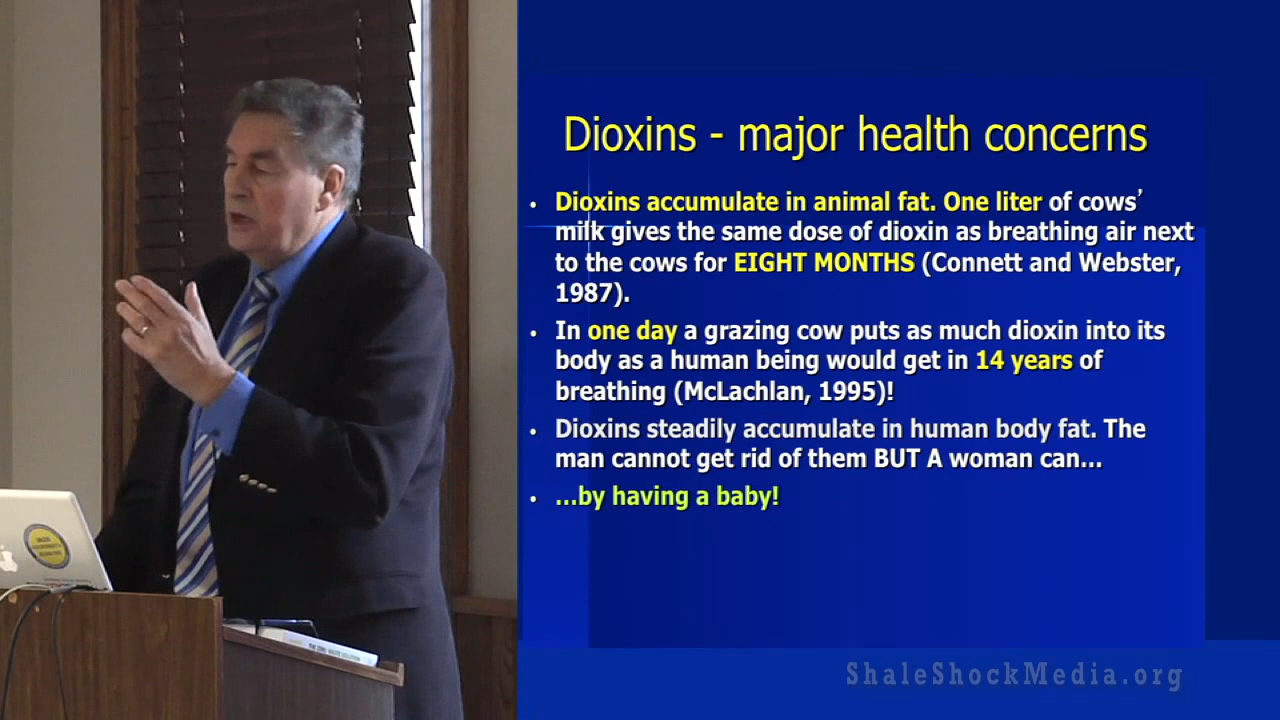 Dioxins - major health concerns
• Dioxins accumulate in animal fat. One liter of cows’
milk gives the same dose of dioxin as breathing air next
to the cows for EIGHT MONTHS (Connett and Webster,
1987).
• In one day a grazing cow puts as much dioxin into its
body as a human being would get in 14 years of
breathing (McLachlan, 1995)!
• Dioxins steadily accumulate in human body fat. The
man cannot get rid of them BUT A woman can...
• ...by having a baby!
ShaleShockMedia.org